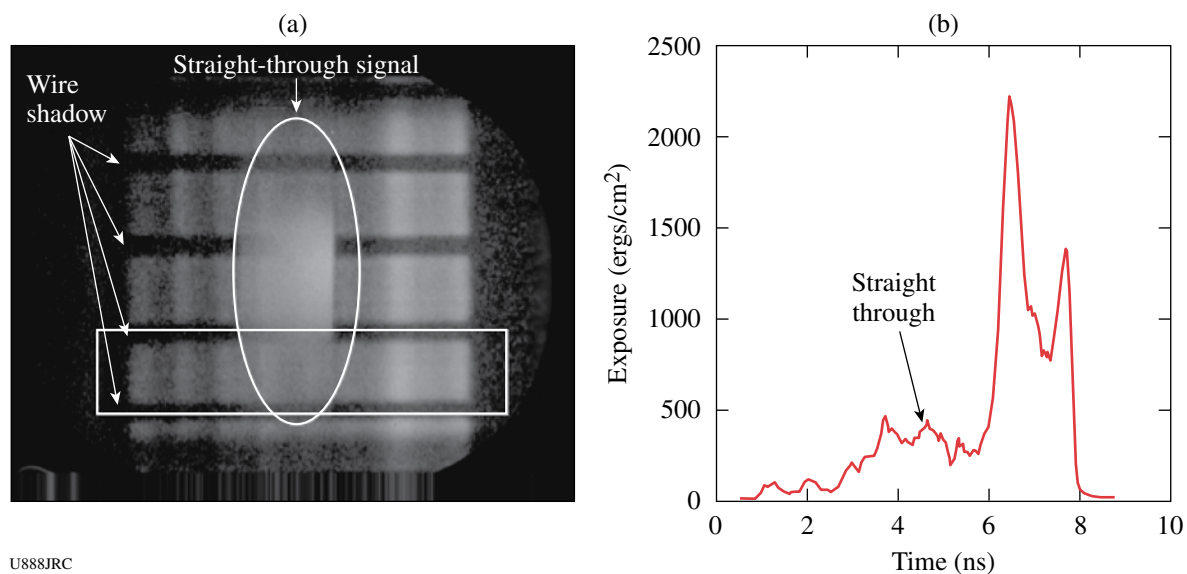 (a)
Straight-through signal
Wire
shadow
U888JRC
(b)
Exposure (ergs/cm²)
2500
2000
1500
1000
500
0
Straight
through
0 2 4 6 8 10
Time (ns)